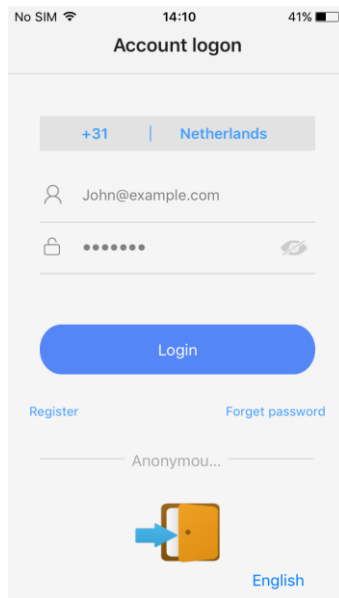 No SIM 14:10 41%
Account logon
+31 | Netherlands
John@example.com
•••••••
Login
Register Forget password
Anonymou...
English